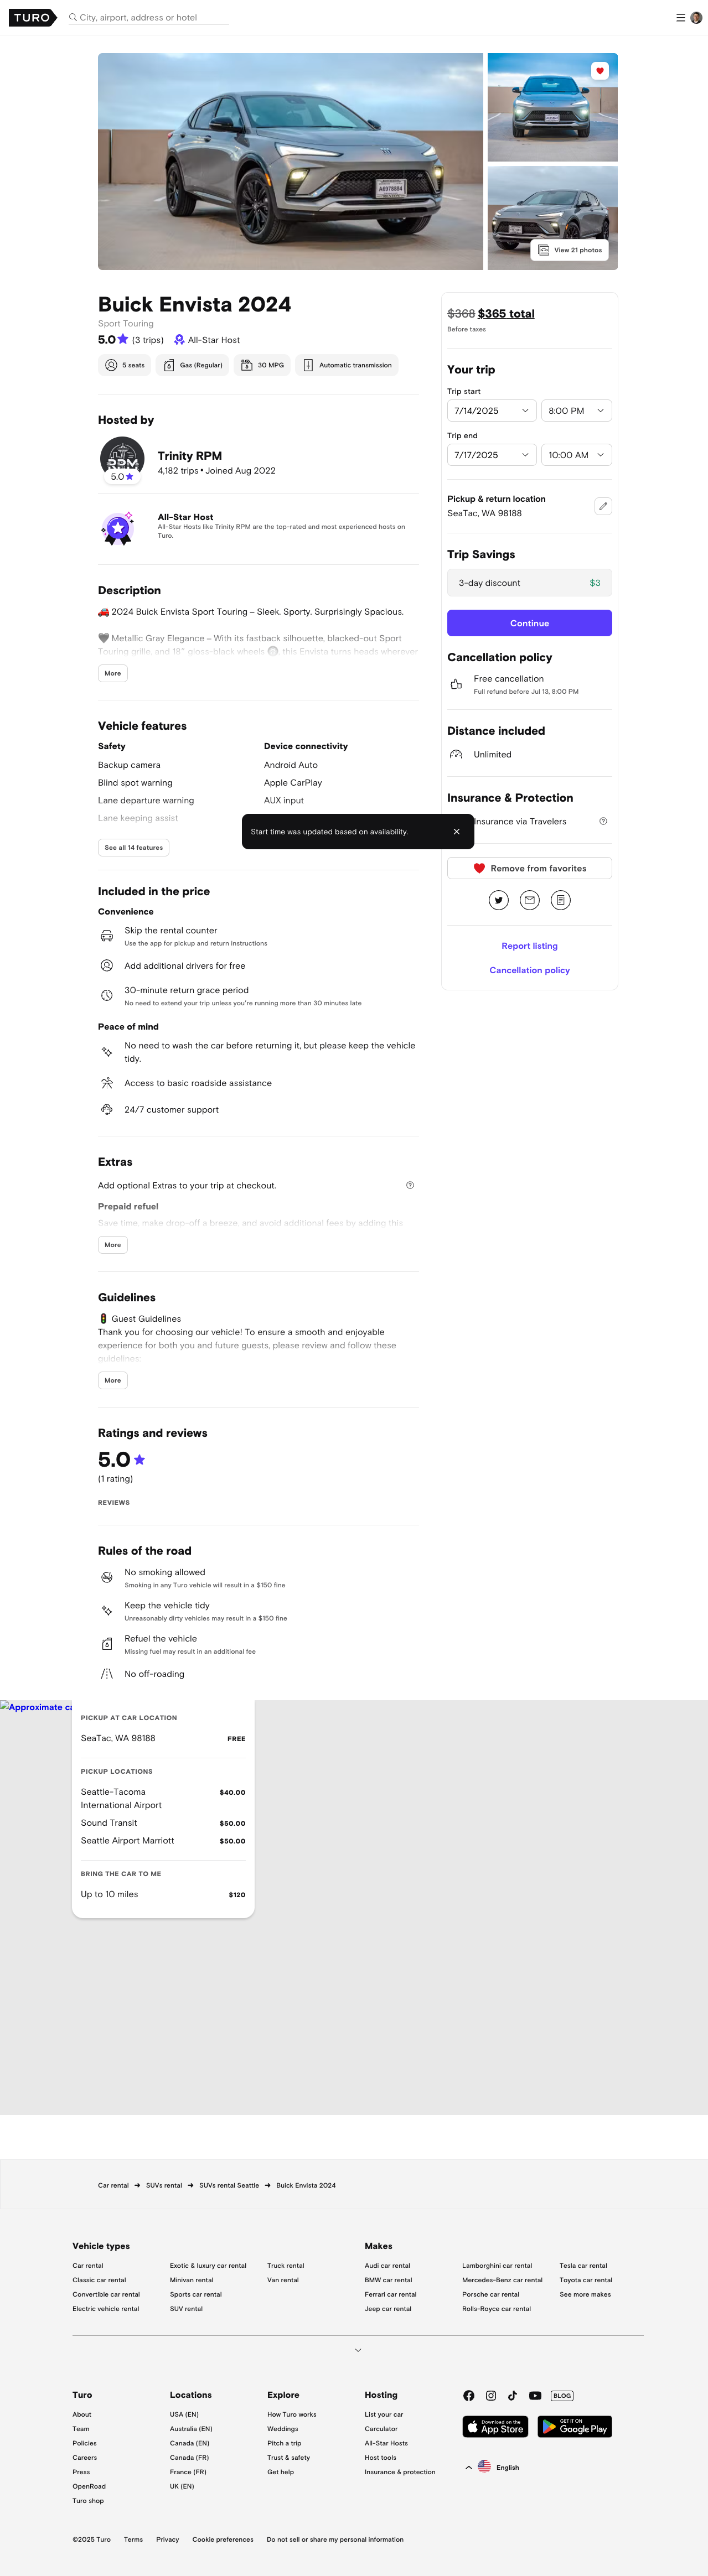 TURO
City, airport, address or hotel
A6975884
View 21 photos
Buick Envista 2024
Sport Touring
5.0 (3 trips) All-Star Host
5 seats
Gas (Regular)
30 MPG
Automatic transmission
Hosted by
RPM
5.0
Trinity RPM
4,182 trips • Joined Aug 2022
All-Star Host
All-Star Hosts like Trinity RPM are the top-rated and most experienced hosts on
Turo.
Description
🚗 2024 Buick Envista Sport Touring – Sleek. Sporty. Surprisingly Spacious.
🩶 Metallic Gray Elegance – With its fastback silhouette, blacked-out Sport
Touring grille, and 18" gloss-black wheels 🛞, this Envista turns heads wherever
More
Vehicle features
Safety
Backup camera
Blind spot warning
Lane departure warning
Lane keeping assist
Device connectivity
Android Auto
Apple CarPlay
AUX input
See all 14 features
Start time was updated based on availability.
Included in the price
Convenience
Skip the rental counter
Use the app for pickup and return instructions
Add additional drivers for free
30-minute return grace period
No need to extend your trip unless you're running more than 30 minutes late
Peace of mind
No need to wash the car before returning it, but please keep the vehicle
tidy.
Access to basic roadside assistance
24/7 customer support
Extras
Add optional Extras to your trip at checkout.
Prepaid refuel
Save time, make drop-off a breeze, and avoid additional fees by adding this
More
Guidelines
🚦 Guest Guidelines
Thank you for choosing our vehicle! To ensure a smooth and enjoyable
experience for both you and future guests, please review and follow these
guidelines
More
Ratings and reviews
5.0
(1 rating)
REVIEWS
Rules of the road
No smoking allowed
Smoking in any Turo vehicle will result in a $150 fine
Keep the vehicle tidy
Unreasonably dirty vehicles may result in a $150 fine
Refuel the vehicle
Missing fuel may result in an additional fee
No off-roading
$368 $365 total
Before taxes
Your trip
Trip start
7/14/2025
8:00 PM
Trip end
7/17/2025
10:00 AM
Pickup & return location
SeaTac, WA 98188
Trip Savings
3-day discount $3
Continue
Cancellation policy
Free cancellation
Full refund before Jul 13, 8:00 PM
Distance included
Unlimited
Insurance & Protection
Insurance via Travelers
Remove from favorites
Report listing
Cancellation policy
Approximate ca
PICKUP AT CAR LOCATION
SeaTac, WA 98188 FREE
PICKUP LOCATIONS
Seattle-Tacoma $40.00
International Airport
Sound Transit $50.00
Seattle Airport Marriott $50.00
BRING THE CAR TO ME
Up to 10 miles $120
Car rental ➔ SUVs rental ➔ SUVs rental Seattle ➔ Buick Envista 2024
Vehicle types
Car rental
Classic car rental
Convertible car rental
Electric vehicle rental
Exotic & luxury car rental
Minivan rental
Sports car rental
SUV rental
Truck rental
Van rental
Makes
Audi car rental
BMW car rental
Ferrari car rental
Jeep car rental
Lamborghini car rental
Mercedes-Benz car rental
Porsche car rental
Rolls-Royce car rental
Tesla car rental
Toyota car rental
See more makes
Turo
About
Team
Policies
Careers
Press
OpenRoad
Turo shop
Locations
USA (EN)
Australia (EN)
Canada (EN)
Canada (FR)
France (FR)
UK (EN)
Explore
How Turo works
Weddings
Pitch a trip
Trust & safety
Get help
Hosting
List your car
Carculator
All-Star Hosts
Host tools
Insurance & protection
BLOG
Download on the
App Store
GET IT ON
Google Play
English
©2025 Turo Terms Privacy Cookie preferences Do not sell or share my personal information